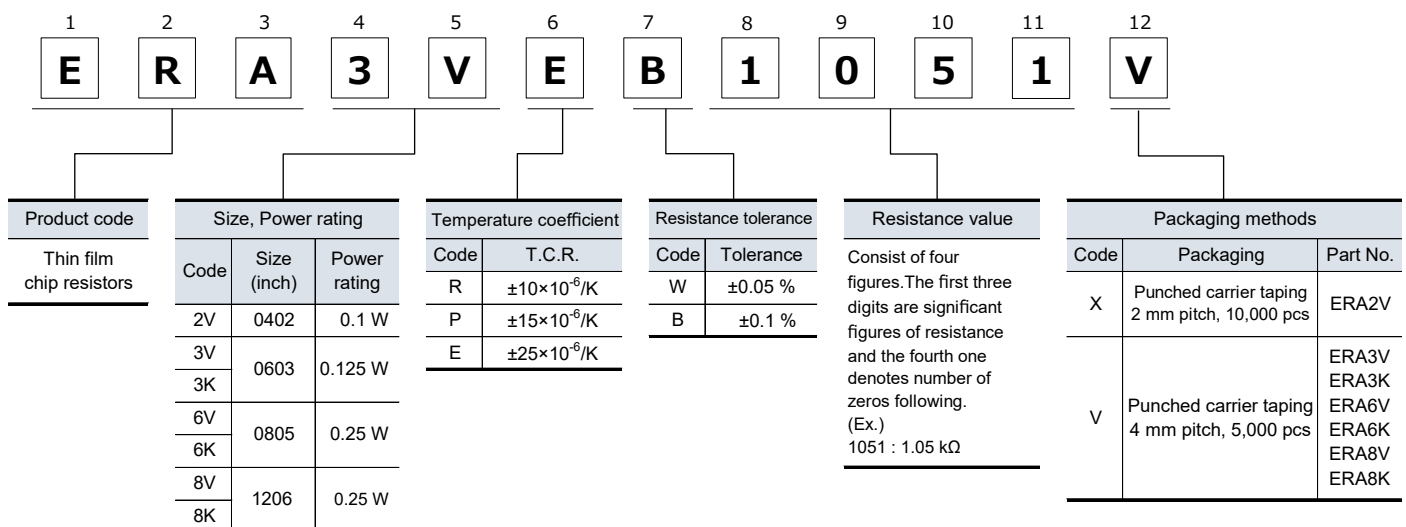 1 2 3 4 5 6 7 8 9 10 11 12
E R A 3 V E B 1 0 5 1 V
Product code
Thin film
chip resistors
Size, Power rating
Code Size (inch) Power rating
2V 0402 0.1 W
3V 0603 0.125 W
3K
6V 0805 0.25 W
6K
8V 1206 0.25 W
8K
Temperature coefficient
Code T.C.R.
R ±10×10⁻⁶/K
P ±15×10⁻⁶/K
E ±25×10⁻⁶/K
Resistance tolerance
Code Tolerance
W ±0.05 %
B ±0.1 %
Resistance value
Consist of four
figures.The first three
digits are significant
figures of resistance
and the fourth one
denotes number of
zeros following.
(Ex.)
1051 : 1.05 kΩ
Packaging methods
Code Packaging Part No.
X Punched carrier taping
2 mm pitch, 10,000 pcs ERA2V
V Punched carrier taping
4 mm pitch, 5,000 pcs
ERA3V
ERA3K
ERA6V
ERA6K
ERA8V
ERA8K